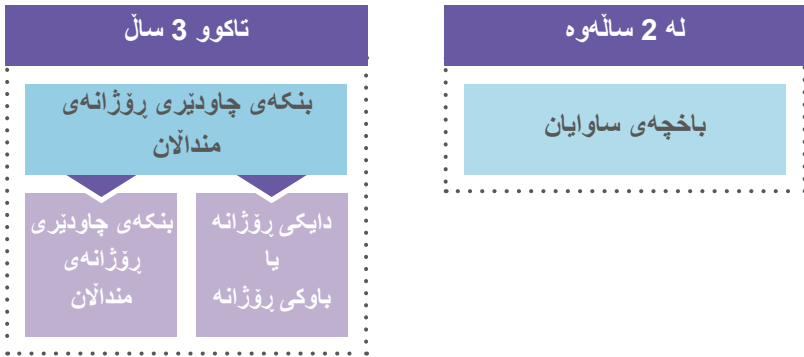 تاکوو 3 ساڵ
بنکەی چاودێری ڕۆژانەی
منداڵان
دایکی ڕۆژانە
یا
باوکی ڕۆژانە
بنکەی چاودێری
ڕۆژانەی
منداڵان
لە 2 ساڵەوە
باخچەی ساوایان